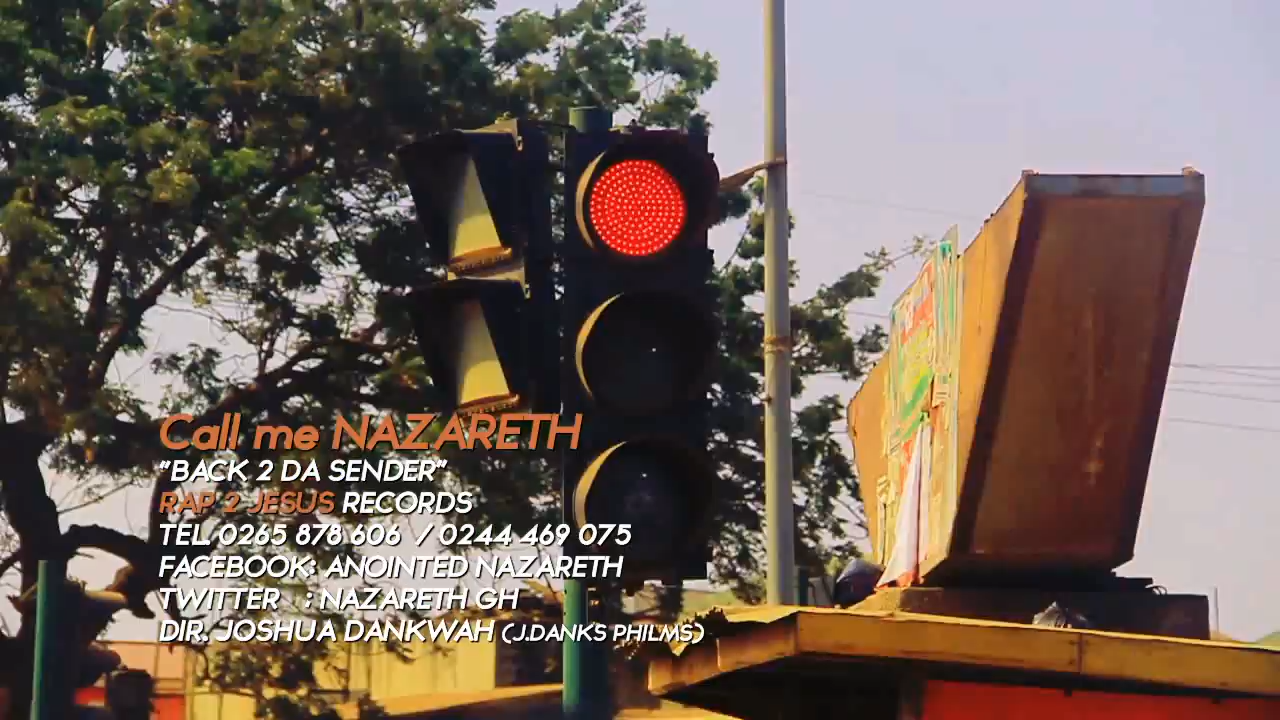 Call me NAZARETH
"BACK 2 DA SENDER"
RAP 2 JESUS RECORDS
TEL. 0265 878 606 / 0244 469 075
FACEBOOK: ANOINTED NAZARETH
TWITTER : NAZARETH GH
DIR. JOSHUA DANKWAH (J.DANKS PHILMS)